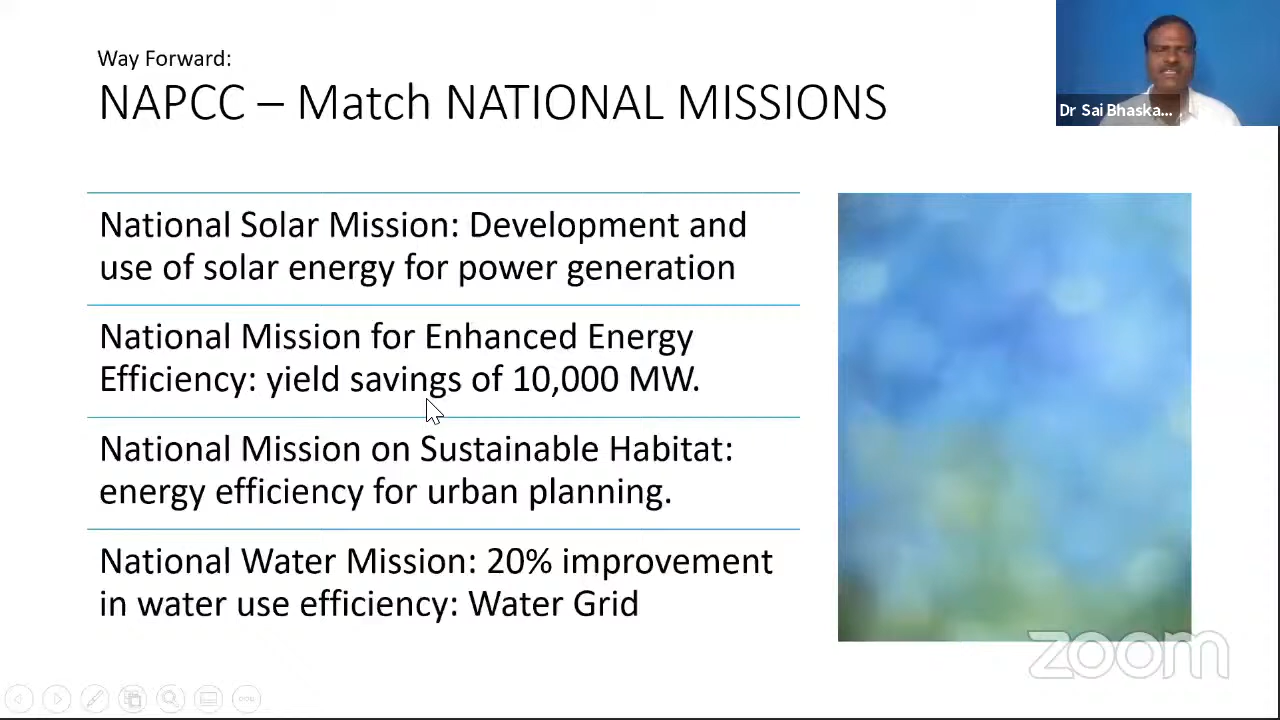 Way Forward:
NAPCC – Match NATIONAL MISSIONS
Dr Sai Bhaska...
National Solar Mission: Development and
use of solar energy for power generation
National Mission for Enhanced Energy
Efficiency: yield savings of 10,000 MW.
National Mission on Sustainable Habitat:
energy efficiency for urban planning.
National Water Mission: 20% improvement
in water use efficiency: Water Grid
zoom